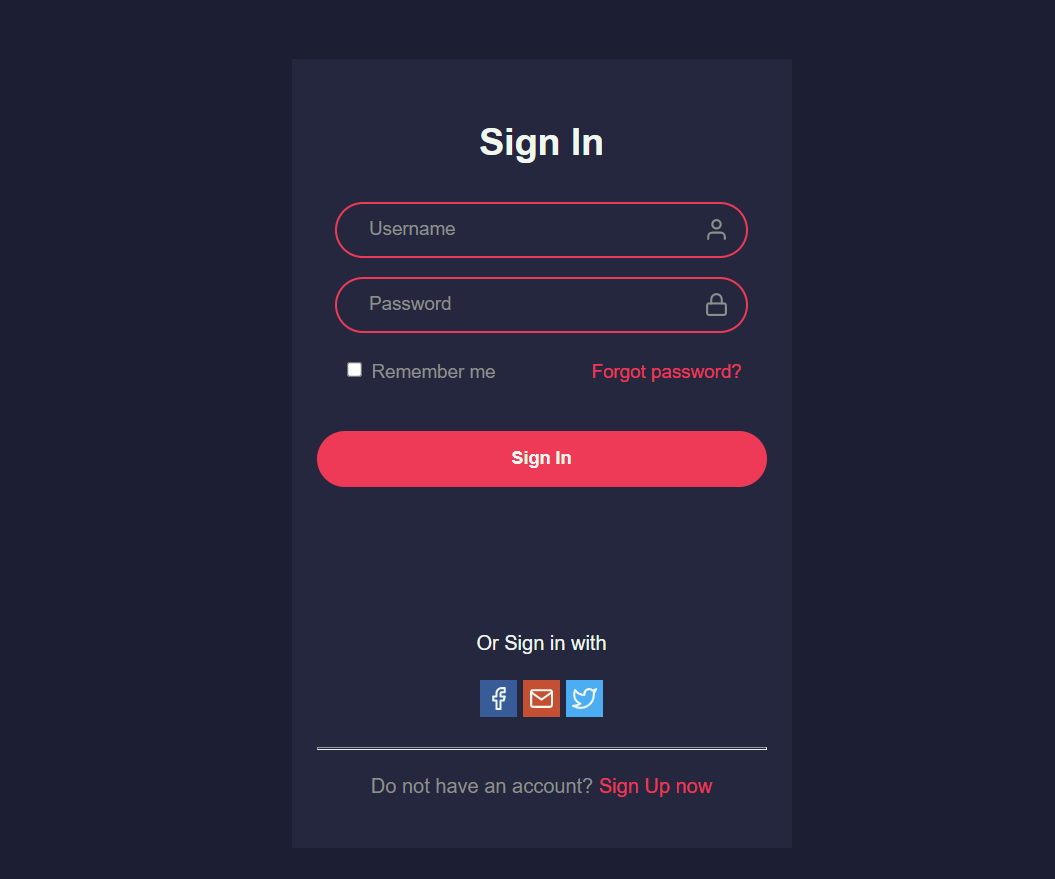 Sign In
Username
Password
Remember me Forgot password?
Sign In
Or Sign in with
Do not have an account? Sign Up now